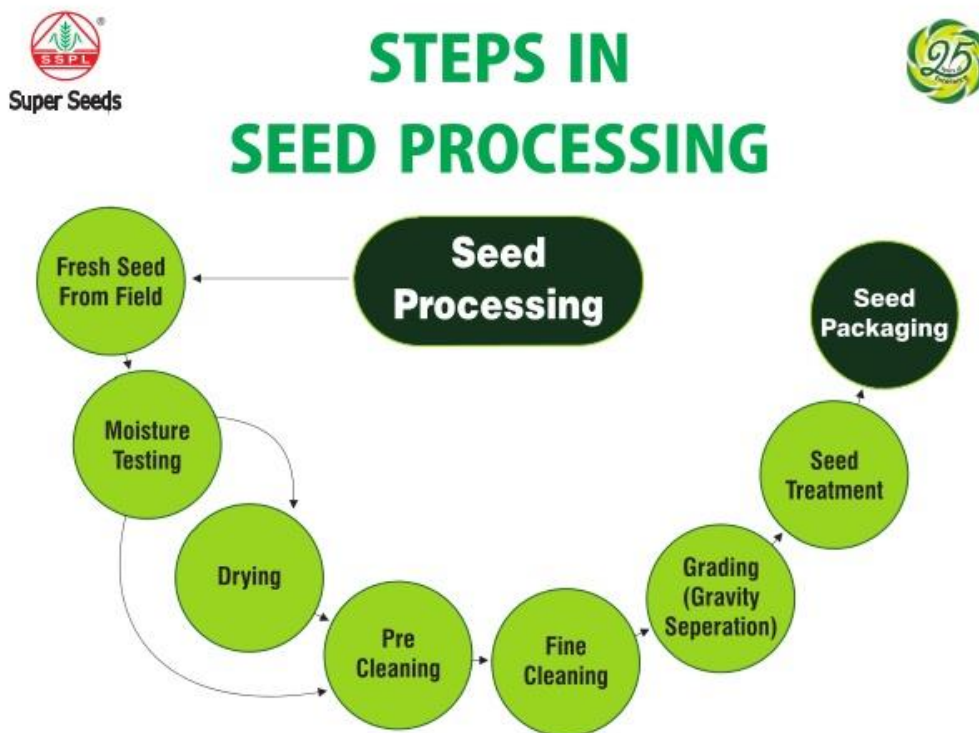 SSPL
®
Super Seeds
STEPS IN
SEED PROCESSING
25
Fresh Seed
From Field
Seed
Processing
Seed
Packaging
Moisture
Testing
Seed
Treatment
Drying
Grading
(Gravity
Seperation)
Pre
Cleaning
Fine
Cleaning